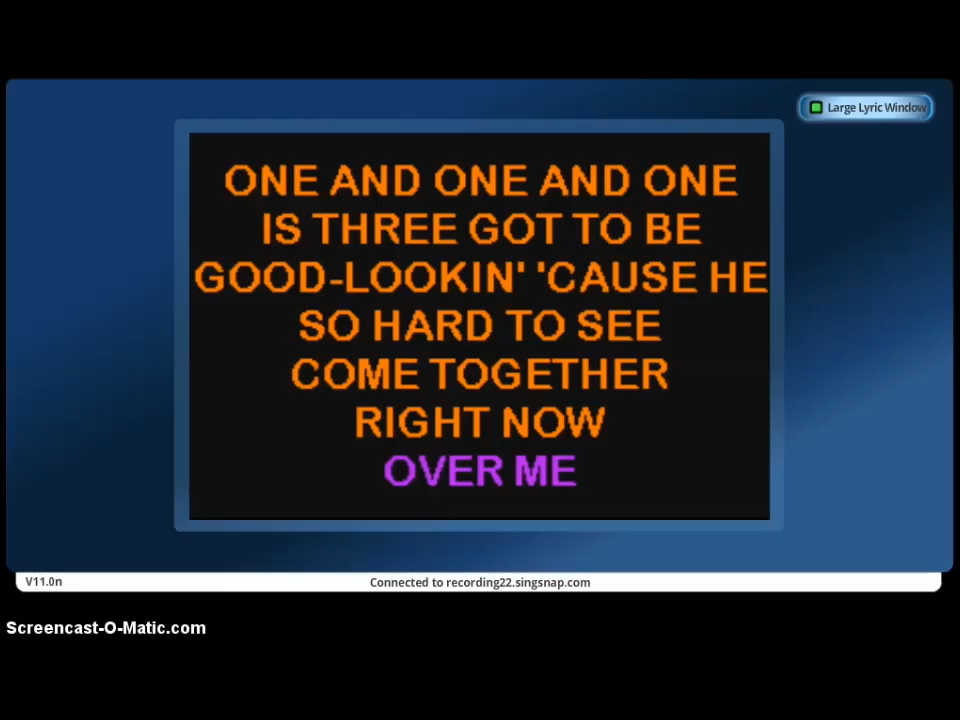 Large Lyric Window
ONE AND ONE AND ONE
IS THREE GOT TO BE
GOOD-LOOKIN' 'CAUSE HE
SO HARD TO SEE
COME TOGETHER
RIGHT NOW
OVER ME
V11.0n
Connected to recording22.singsnap.com
Screencast-O-Matic.com